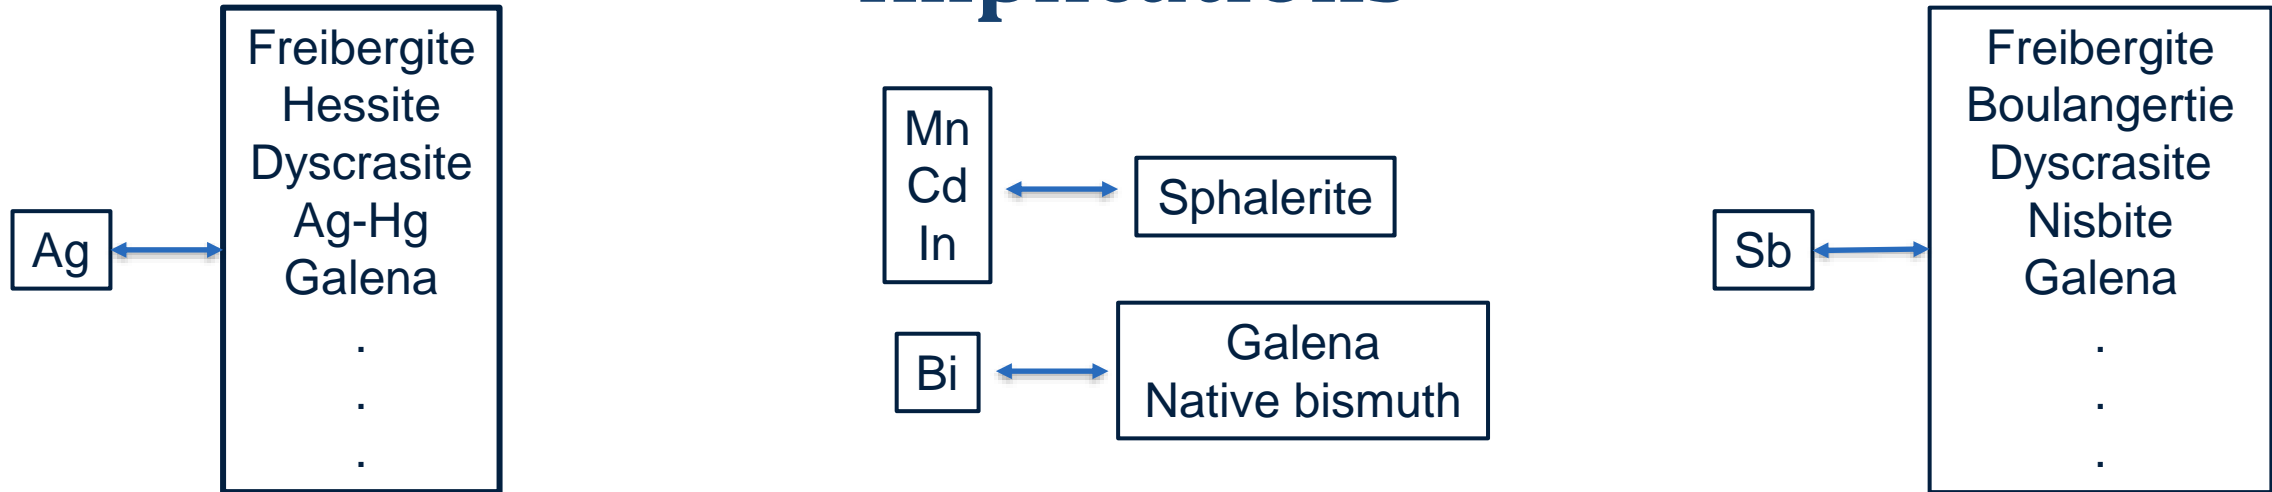 Implications
Ag
Freibergite
Hessite
Dyscrasite
Ag-Hg
Galena
.
.
.
Mn
Cd
In
Sphalerite
Bi
Galena
Native bismuth
Sb
Freibergite
Boulangertie
Dyscrasite
Nisbite
Galena
.
.
.